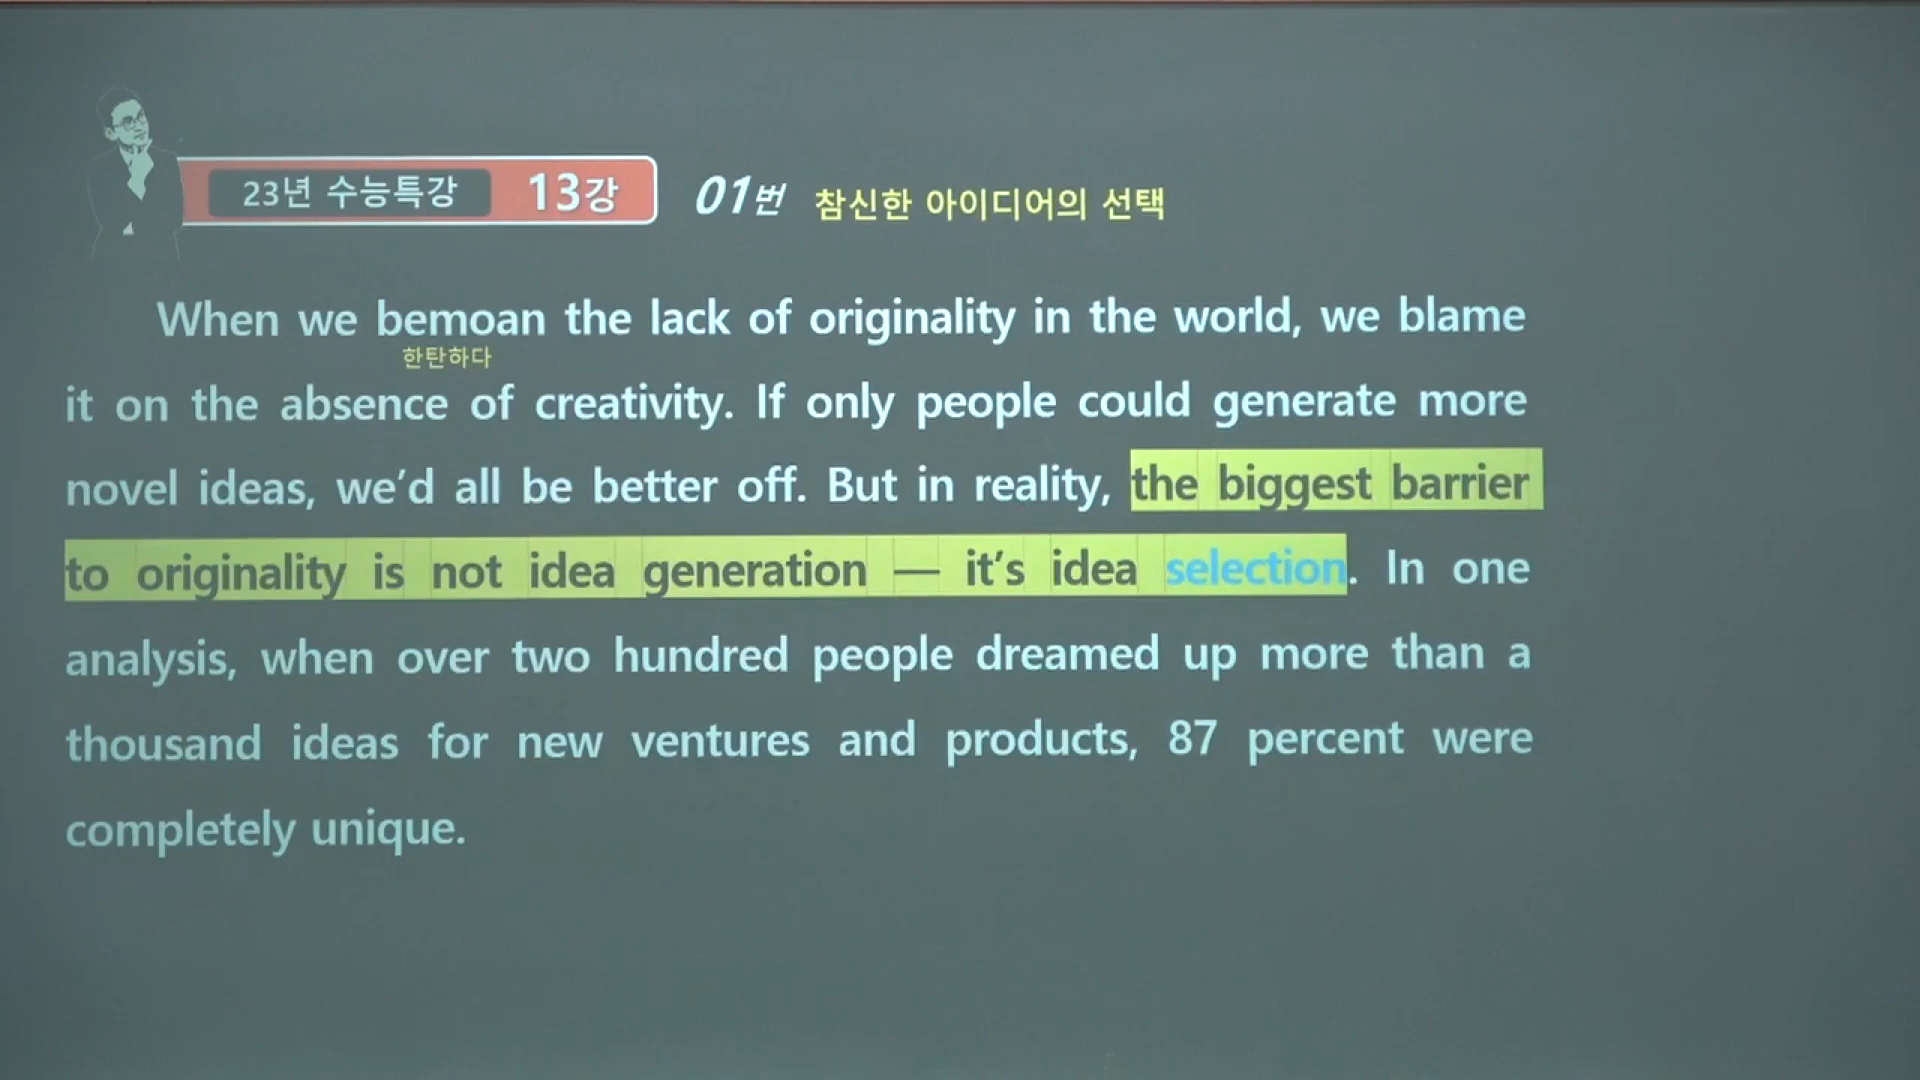 23년 수능특강 13강 01번 참신한 아이디어의 선택
When we bemoan the lack of originality in the world, we blame
한탄하다
it on the absence of creativity. If only people could generate more
novel ideas, we’d all be better off. But in reality, the biggest barrier
to originality is not idea generation — it’s idea selection. In one
analysis, when over two hundred people dreamed up more than a
thousand ideas for new ventures and products, 87 percent were
completely unique.